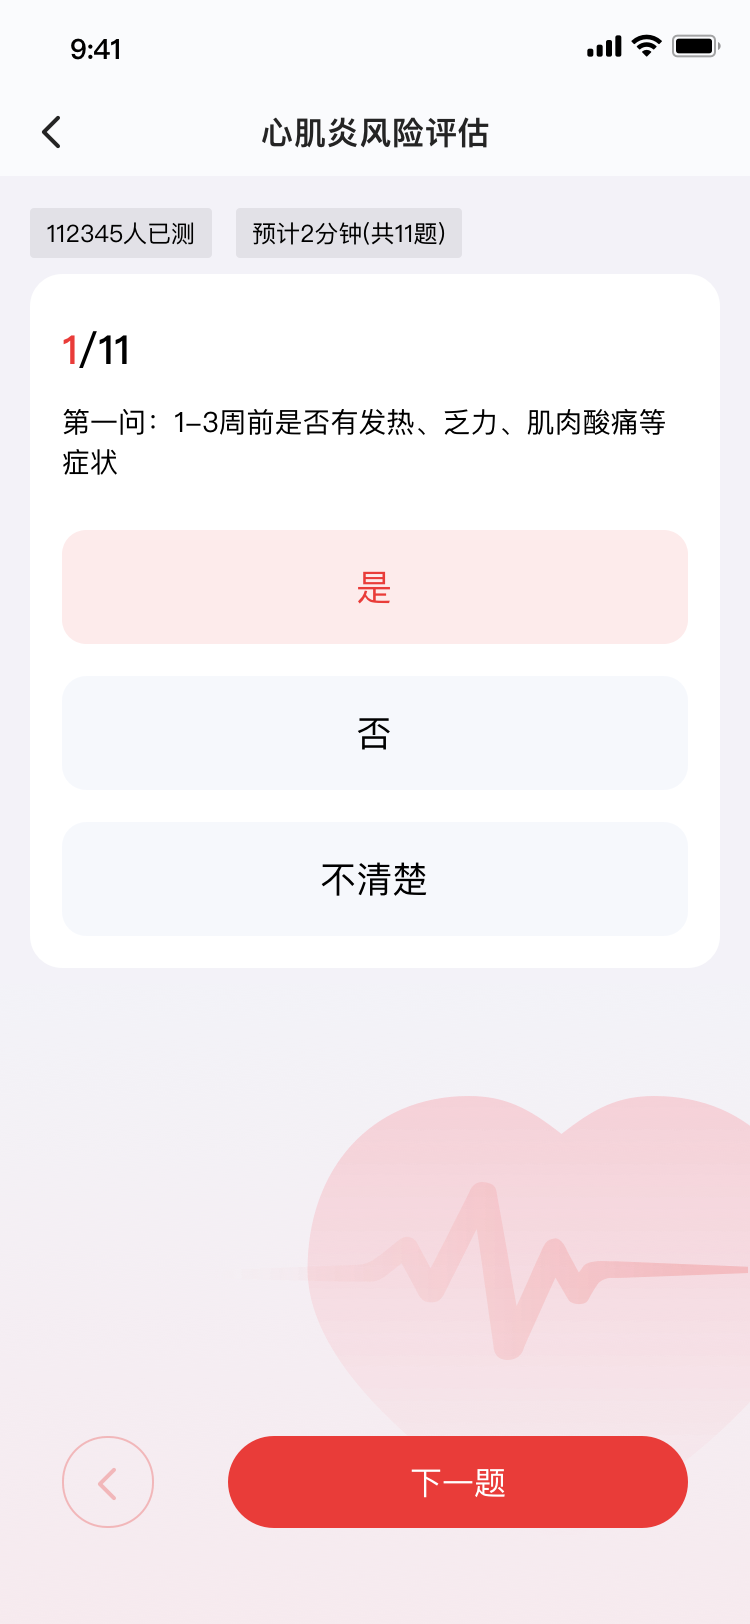 9:41
心肌炎风险评估
112345人已测
预计2分钟(共11题)
1/11
第一问：1-3周前是否有发热、乏力、肌肉酸痛等
症状
是
否
不清楚
下一题